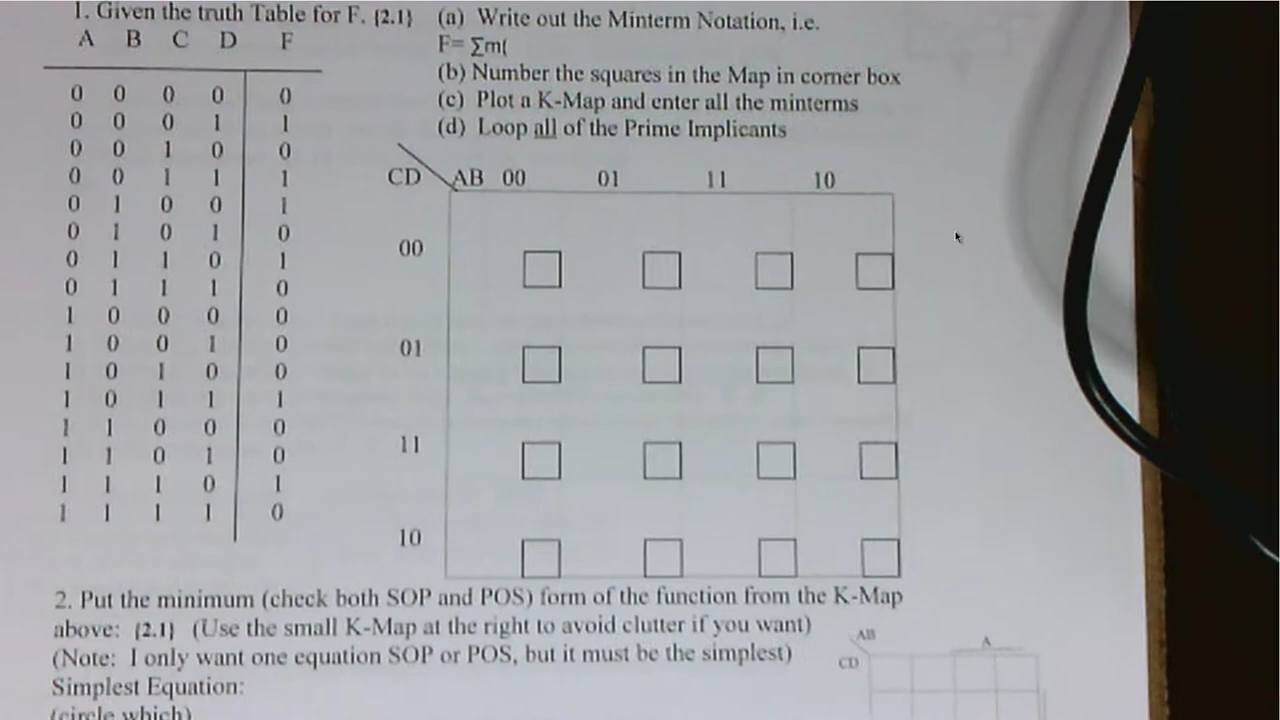 1. Given the truth Table for F. {2.1} (a) Write out the Minterm Notation, i.e.
A B C D F F= ∑m(
(b) Number the squares in the Map in corner box
0 0 0 0 0 (c) Plot a K-Map and enter all the minterms
0 0 0 1 1 (d) Loop all of the Prime Implicants
0 0 1 0 0
0 0 1 1 1 CD AB 00 01 11 10
0 1 0 0 1
0 1 0 1 0 00
0 1 1 0 1
0 1 1 1 0
1 0 0 0 0
1 0 0 1 0 01
1 0 1 0 0
1 0 1 1 1
1 1 0 0 0 11
1 1 0 1 0
1 1 1 0 1
1 1 1 1 0
10
2. Put the minimum (check both SOP and POS) form of the function from the K-Map
above: {2.1} (Use the small K-Map at the right to avoid clutter if you want)
AB A
(Note: I only want one equation SOP or POS, but it must be the simplest) CD
Simplest Equation:
(circle which)